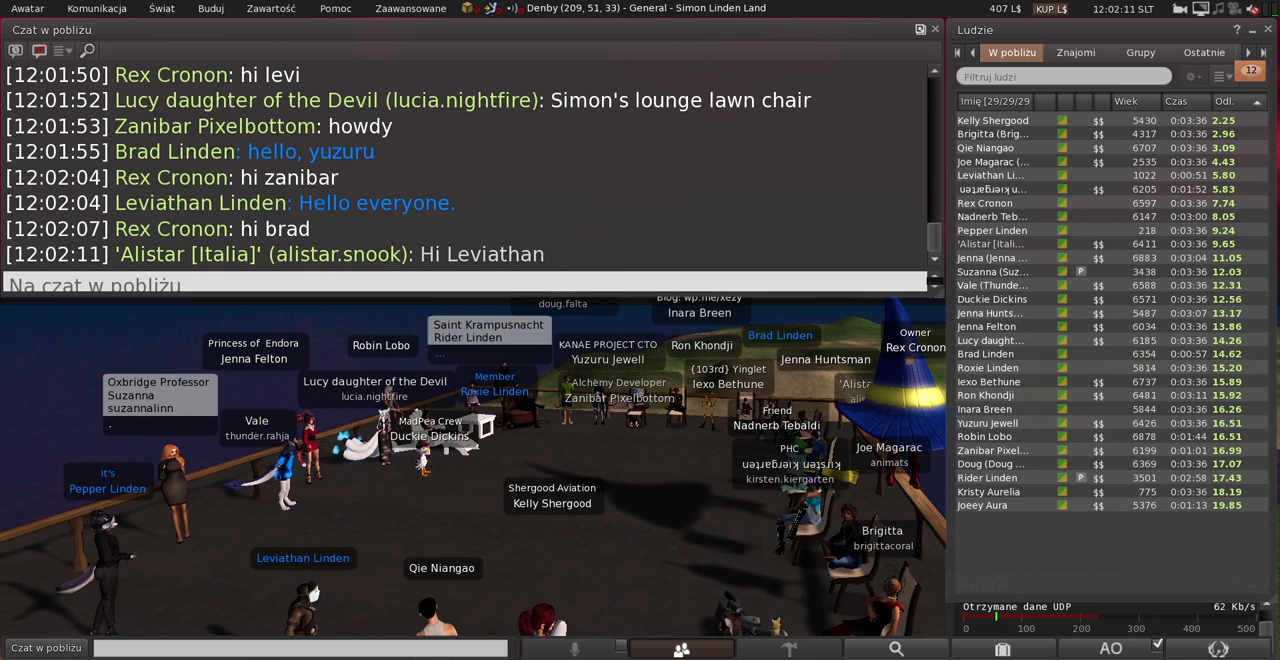 Awatar Komunikacja Świat Buduj Zawartość Pomoc Zaawansowane Denby (209, 51, 33) - General - Simon Linden Land 407 L$ KUP L$ 12:02:11 SLT
Czat w pobliżu
[12:01:50] Rex Cronon: hi levi
[12:01:52] Lucy daughter of the Devil (lucia.nightfire): Simon's lounge lawn chair
[12:01:53] Zanibar Pixelbottom: howdy
[12:01:55] Brad Linden: hello, yuzuru
[12:02:04] Rex Cronon: hi zanibar
[12:02:04] Leviathan Linden: Hello everyone.
[12:02:07] Rex Cronon: hi brad
[12:02:11] 'Alistar [Italia]' (alistar.snook): Hi Leviathan
Na czat w pobliżu
doug.falta
Blog: wp.me/xezy
Inara Breen
Princess of Endora
Jenna Felton
Robin Lobo
Saint Krampusnacht
Rider Linden
...
KANAE PROJECT CTO
Yuzuru Jewell
Ron Khondji
Brad Linden
Jenna Huntsman
Owner
Rex Cronon
Oxbridge Professor
Suzanna
suzannalinn
.
Lucy daughter of the Devil
lucia.nightfire
Member
Roxie Linden
Alchemy Developer
Zanibar Pixelbottom
{103rd} Yinglet
Iexo Bethune
'Alista
alis
Vale
thunder.rahja
MadPea Crew
Duckie Dickins
Friend
Nadnerb Tebaldi
PHC
kirsten.kiergarten
Joe Magarac
animats
It's
Pepper Linden
Shergood Aviation
Kelly Shergood
Brigitta
brigittacoral
Leviathan Linden
Qie Niangao
Czat w pobliżu
AO
Ludzie
W pobliżu Znajomi Grupy Ostatnie
12
Filtruj ludzi
Imię [29/29/29 Wiek Czas Odl.
Kelly Shergood $$ 5430 0:03:36 2.25
Brigitta (Brig... $$ 4317 0:03:36 2.96
Qie Niangao $$ 6707 0:03:36 3.09
Joe Magarac (... $$ 2535 0:03:36 4.43
Leviathan Li... 1022 0:00:51 5.80
$$ 6205 0:01:52 5.83
Rex Cronon 6597 0:03:36 7.74
Nadnerb Teb... 6147 0:03:00 8.05
Pepper Linden 218 0:03:36 9.24
'Alistar [Itali... $$ 6411 0:03:36 9.65
Jenna (Jenna ... $$ 6883 0:03:04 11.05
Suzanna (Suz... P 3438 0:03:36 12.03
Vale (Thunde... $$ 6588 0:03:36 12.31
Duckie Dickins $$ 6571 0:03:36 12.56
Jenna Hunts... $$ 5487 0:03:07 13.17
Jenna Felton $$ 6034 0:03:36 13.86
Lucy daught... $$ 6185 0:03:36 14.26
Brad Linden 6354 0:00:57 14.62
Roxie Linden 5814 0:03:36 15.20
Iexo Bethune $$ 6737 0:03:36 15.89
Ron Khondji $$ 6481 0:03:11 15.92
Inara Breen 5844 0:03:36 16.26
Yuzuru Jewell $$ 6426 0:03:36 16.51
Robin Lobo $$ 6878 0:01:44 16.51
Zanibar Pixel... $$ 6199 0:01:01 16.99
Doug (Doug ... $$ 6369 0:03:36 17.07
Rider Linden P $$ 3501 0:02:58 17.43
Kristy Aurelia $$ 775 0:03:36 18.19
Joeey Aura $$ 5376 0:01:13 19.85
Otrzymane dane UDP 62 Kb/s
0 100 200 300 400 500